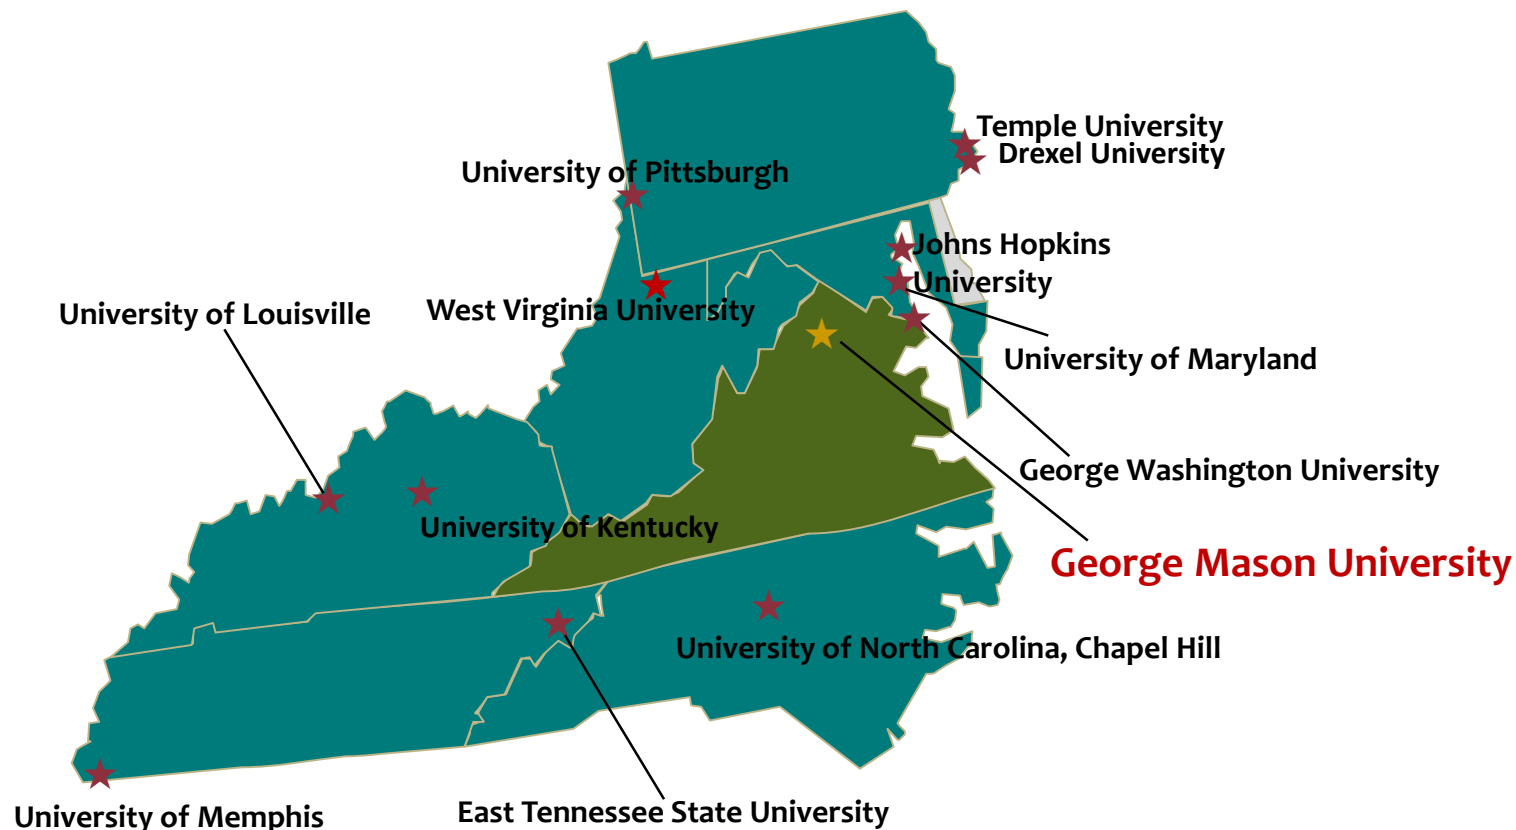 Temple University
Drexel University
University of Pittsburgh
Johns Hopkins
University
West Virginia University
University of Louisville
University of Maryland
George Washington University
University of Kentucky
George Mason University
University of North Carolina, Chapel Hill
East Tennessee State University
University of Memphis